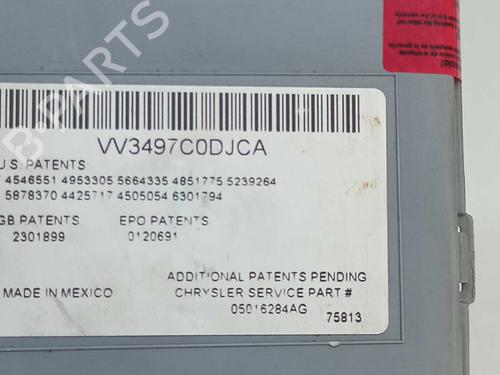 VV3497C0DJCA
U.S. PATENTS
4546551 4953305 5664335 4851775 5239264
5878370 4425717 4505054 6301794
GB PATENTS EPO PATENTS
2301899 0120691
ADDITIONAL PATENTS PENDING
MADE IN MEXICO CHRYSLER SERVICE PART #
05016284AG
75813
B-PARTS